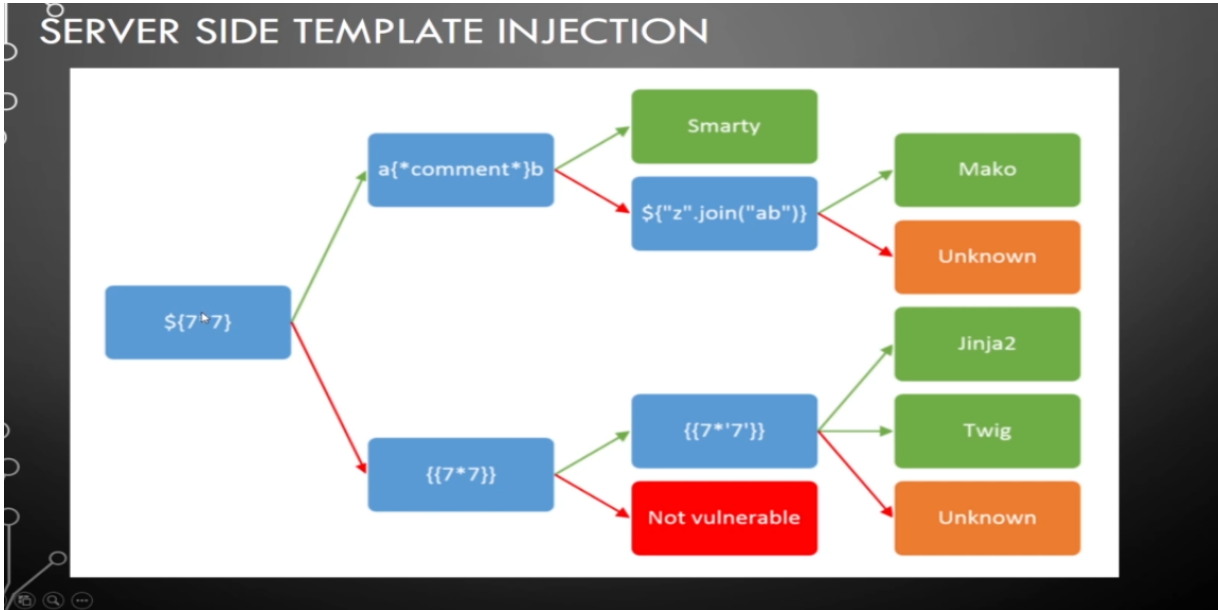 SERVER SIDE TEMPLATE INJECTION
Smarty
a{*comment*}b
Mako
${"z".join("ab")}
Unknown
${7*7}
Jinja2
{{7*'7'}}
Twig
{{7*7}}
Not vulnerable
Unknown